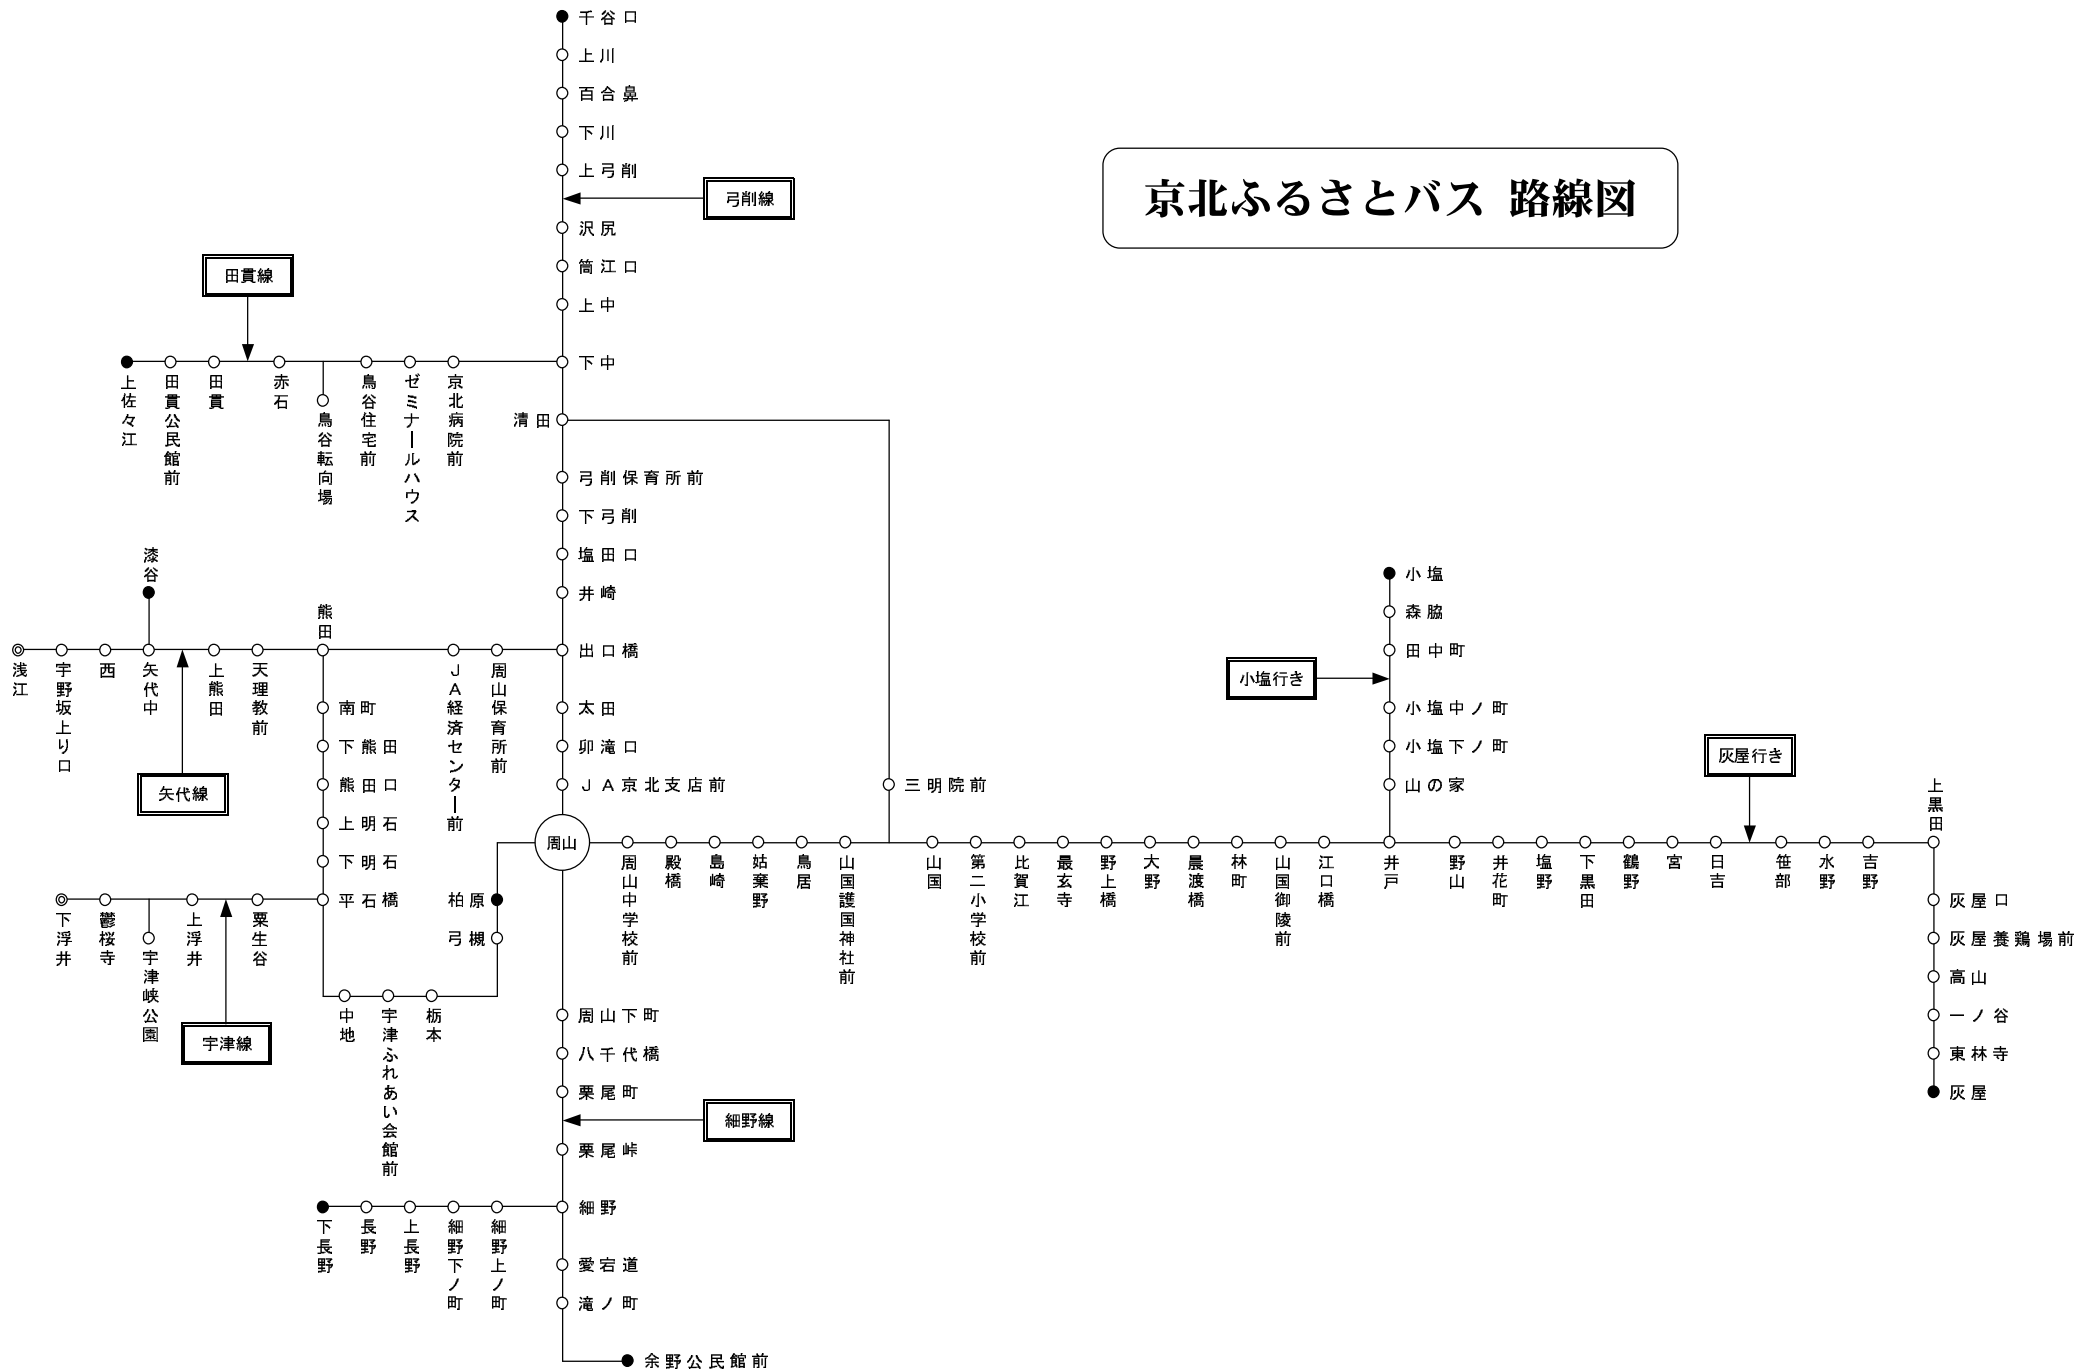 京北ふるさとバス 路線図
千谷口
上川
百合鼻
下川
上弓削
弓削線
沢尻
筒江口
上中
下中
田貫線
上佐々江
田貫公民館前
田貫
赤石
鳥谷転向場
鳥谷住宅前
ゼミナールハウス
京北病院前
清田
弓削保育所前
下弓削
塩田口
井崎
出口橋
太田
卯滝口
JA京北支店前
三明院前
漆谷
熊田
浅江
宇野坂上り口
西
矢代中
上熊田
天理教前
JA経済センター前
周山保育所前
矢代線
南町
下熊田
熊田口
上明石
下明石
平石橋
下浮井
鬱桜寺
宇津峡公園
上浮井
粟生谷
宇津線
中地
宇津ふれあい会館前
栃本
柏原
弓槻
周山
周山中学校前
殿橋
島崎
姑棄野
鳥居
山国護国神社前
山国
第二小学校前
比賀江
最玄寺
野上橋
大野
晨渡橋
林町
山国御陵前
江口橋
井戸
野山
井花町
塩野
下黒田
鶴野
宮
日吉
笹部
水野
吉野
上黒田
小塩
森脇
田中町
小塩行き
小塩中ノ町
小塩下ノ町
山の家
灰屋行き
灰屋口
灰屋養鶏場前
高山
一ノ谷
東林寺
灰屋
周山下町
八千代橋
栗尾町
細野線
栗尾峠
細野
下長野
長野
上長野
細野下ノ町
細野上ノ町
愛宕道
滝ノ町
余野公民館前